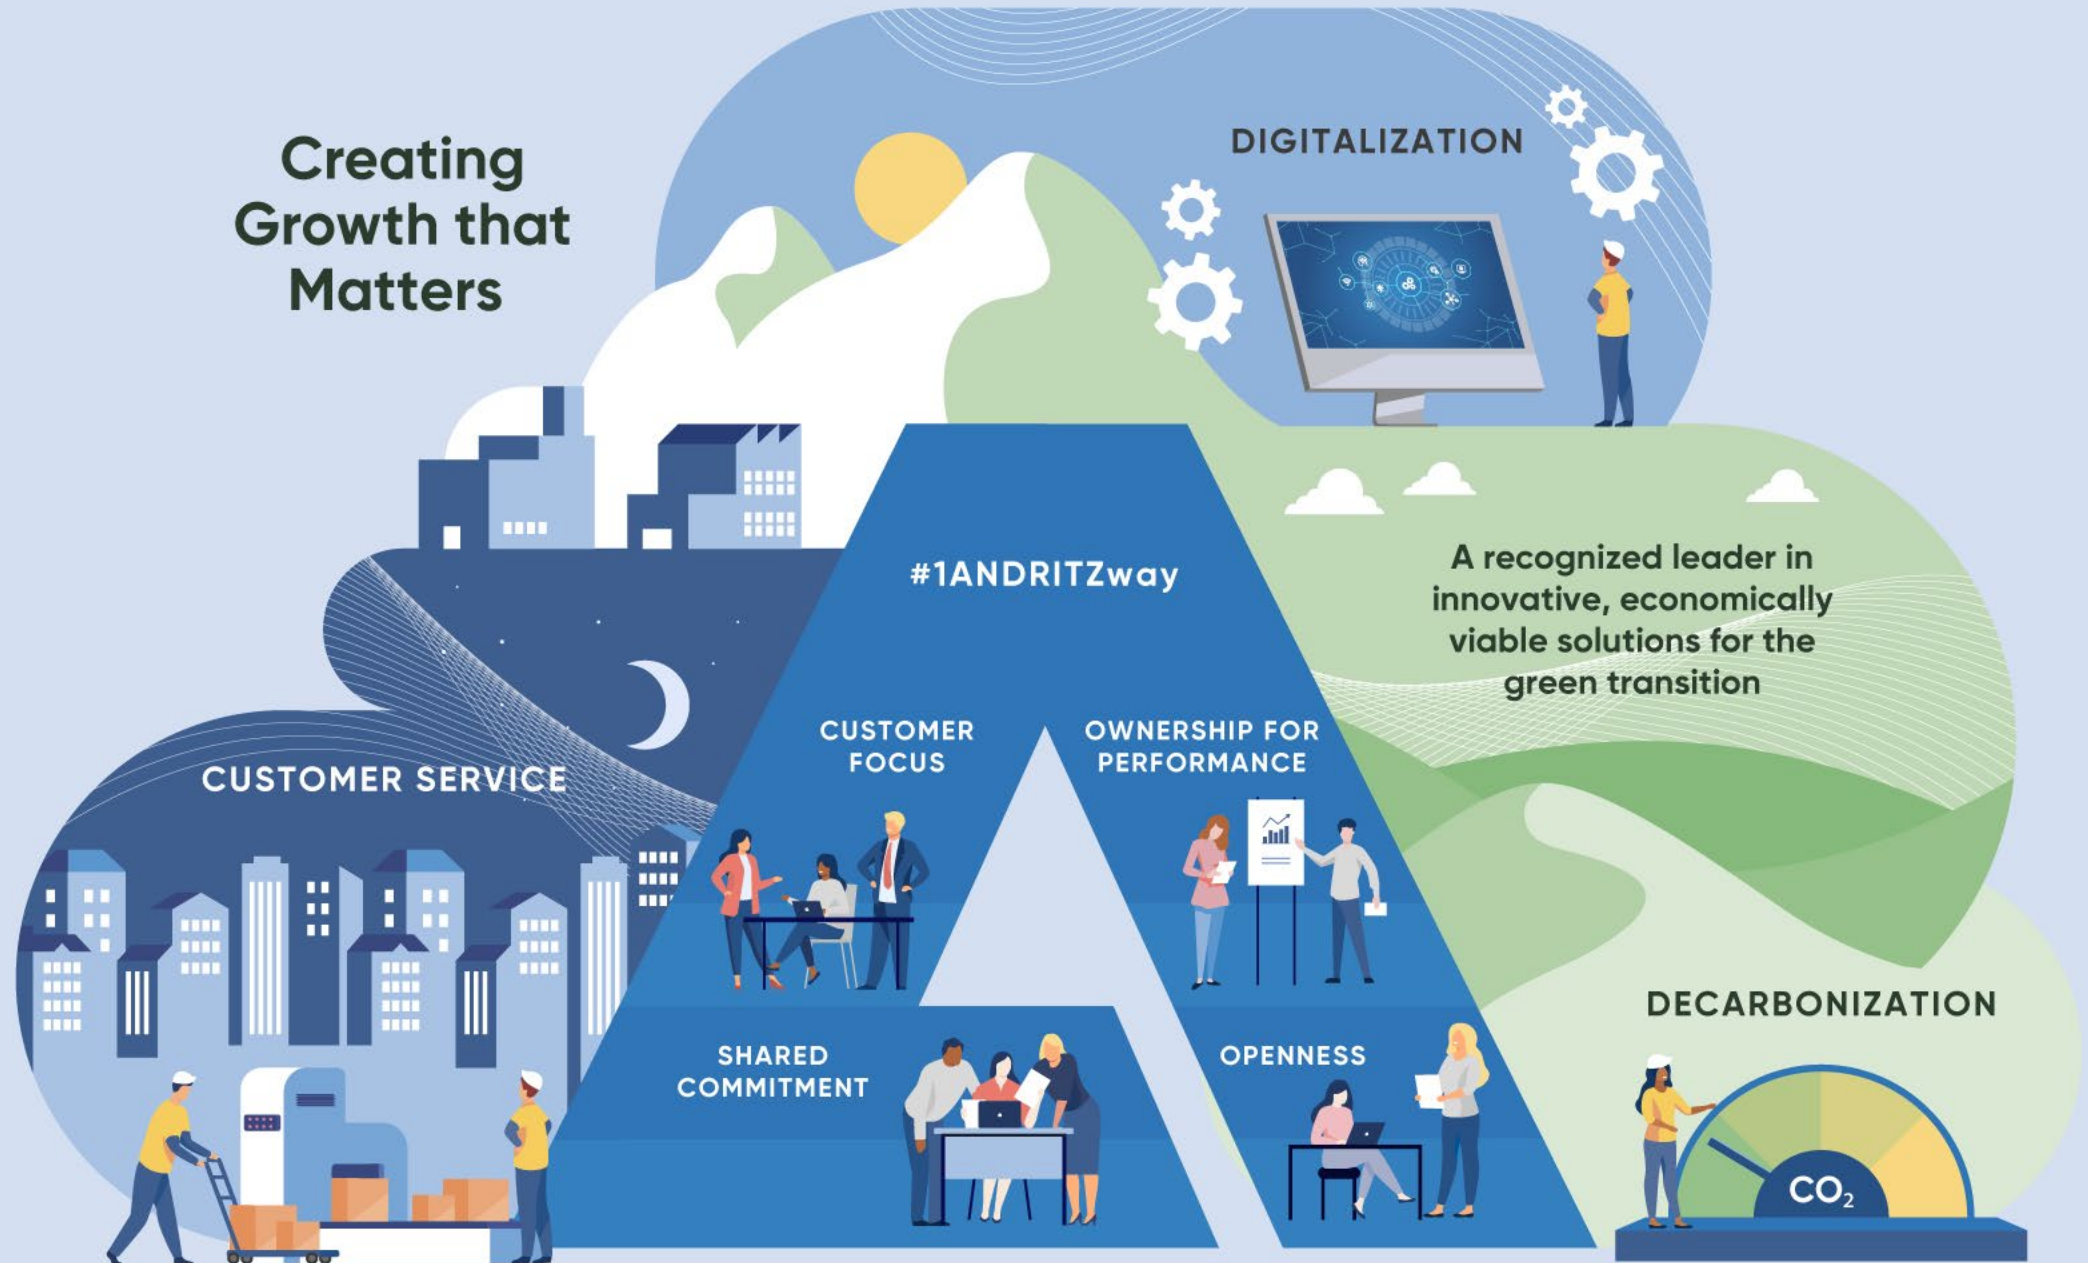 Creating
Growth that
Matters
DIGITALIZATION
#1ANDRITZway
A recognized leader in
innovative, economically
viable solutions for the
green transition
CUSTOMER SERVICE
CUSTOMER
FOCUS
OWNERSHIP FOR
PERFORMANCE
SHARED
COMMITMENT
OPENNESS
DECARBONIZATION
CO₂